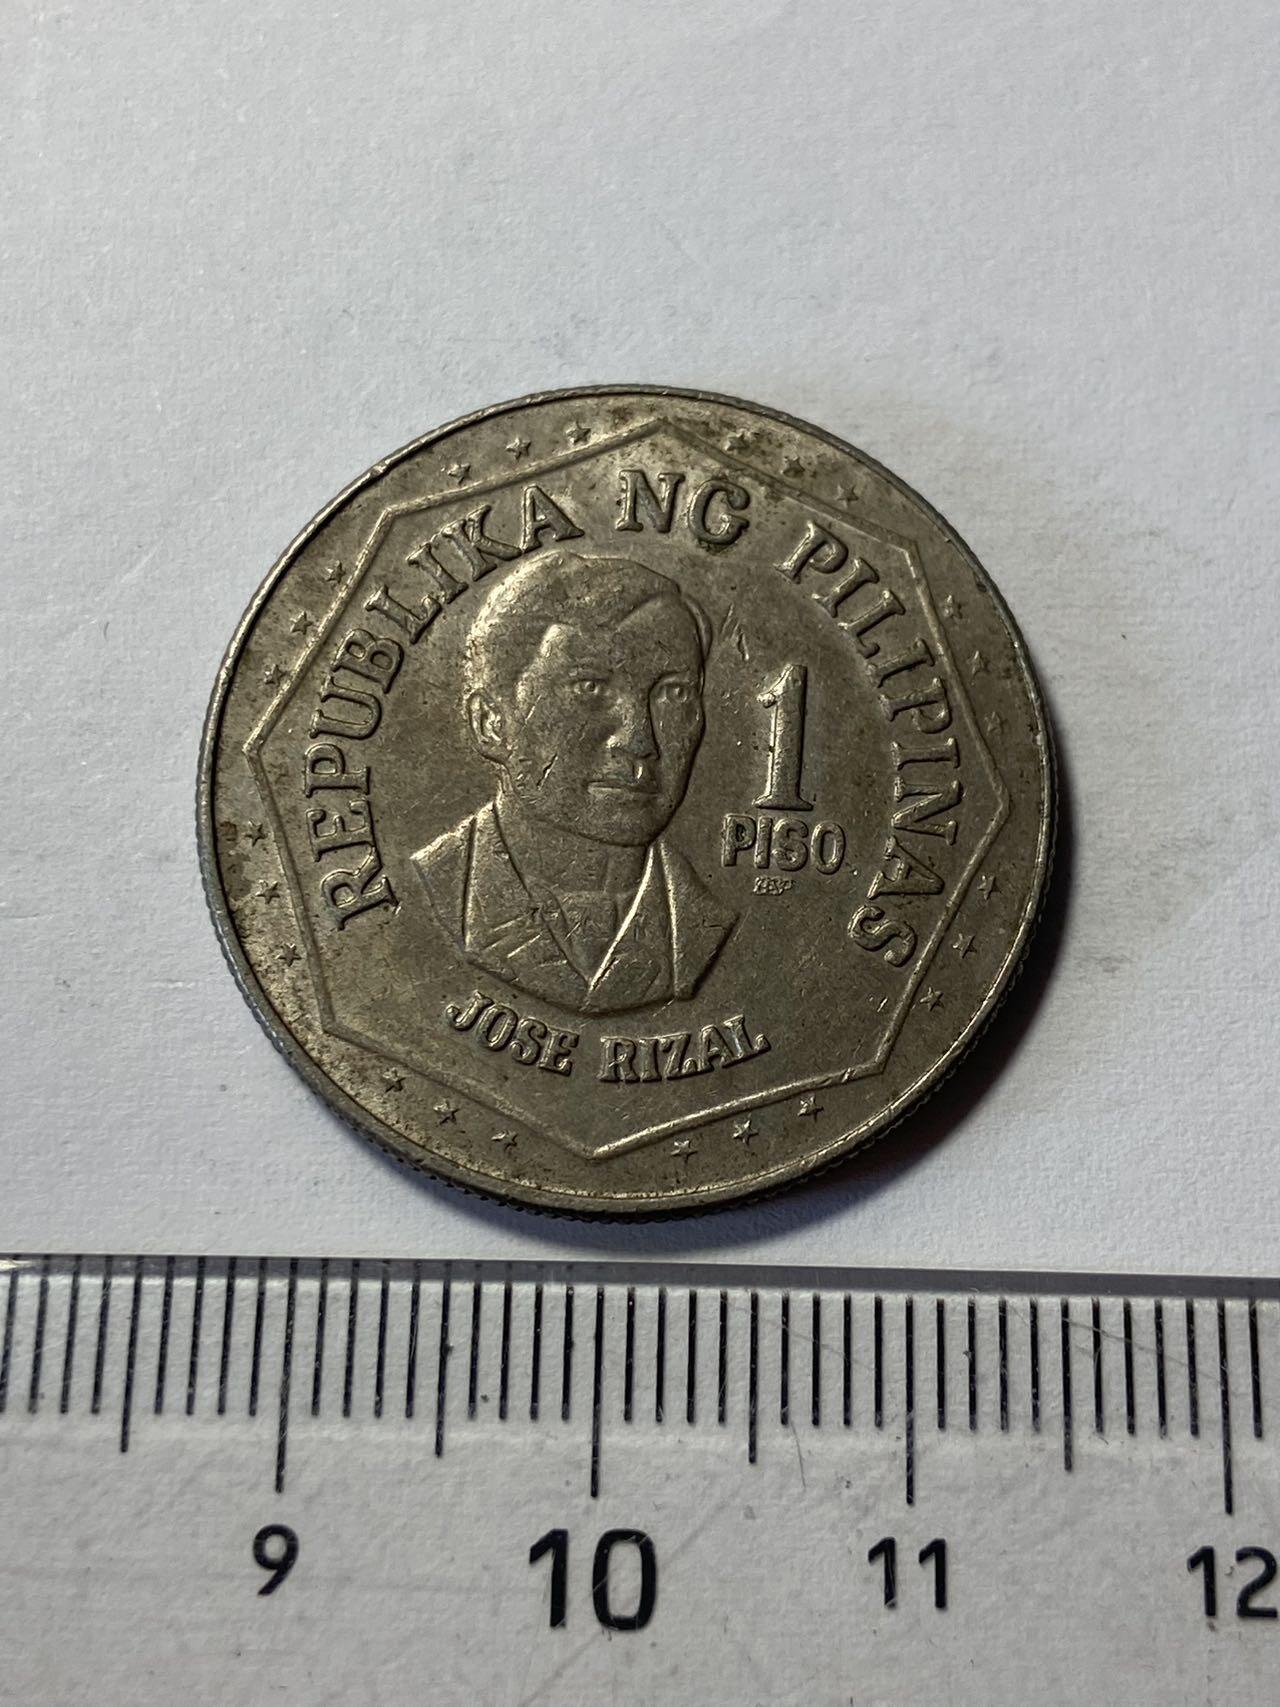 REPUBLIKA NG PILIPINAS
1
PISO
JOSE RIZAL
9 10 11 12